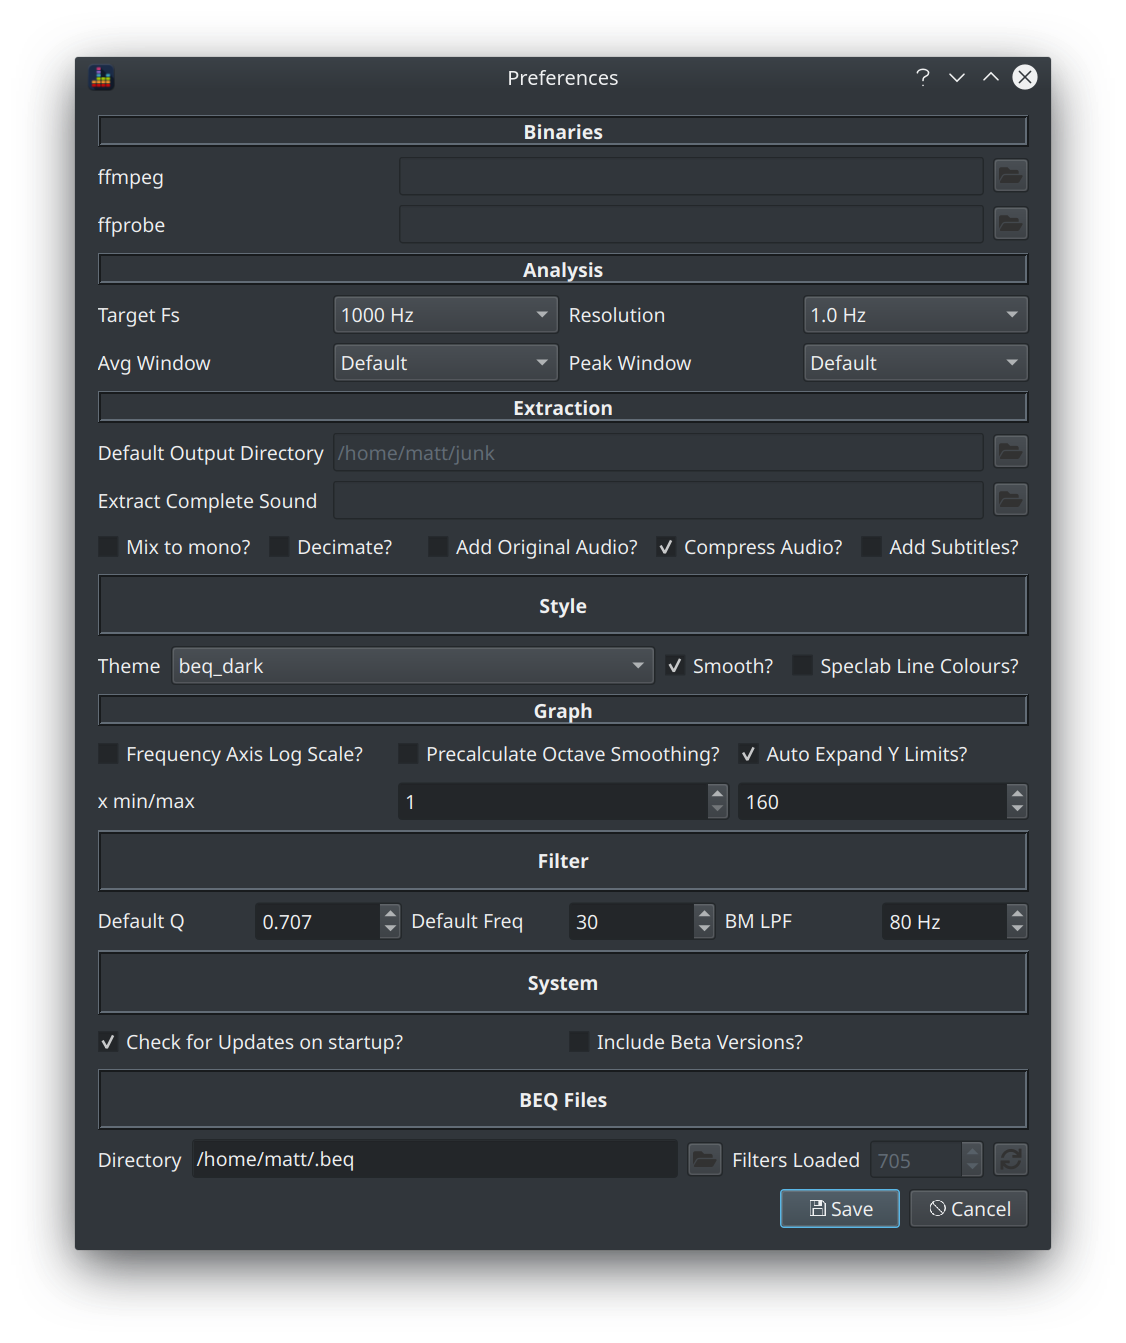 Preferences
Binaries
ffmpeg
ffprobe
Analysis
Target Fs 1000 Hz Resolution 1.0 Hz
Avg Window Default Peak Window Default
Extraction
Default Output Directory /home/matt/junk
Extract Complete Sound
Mix to mono? Decimate? Add Original Audio? Compress Audio? Add Subtitles?
Style
Theme beq_dark Smooth? Speclab Line Colours?
Graph
Frequency Axis Log Scale? Precalculate Octave Smoothing? Auto Expand Y Limits?
x min/max 1 160
Filter
Default Q 0.707 Default Freq 30 BM LPF 80 Hz
System
Check for Updates on startup? Include Beta Versions?
BEQ Files
Directory /home/matt/.beq Filters Loaded 705
Save Cancel